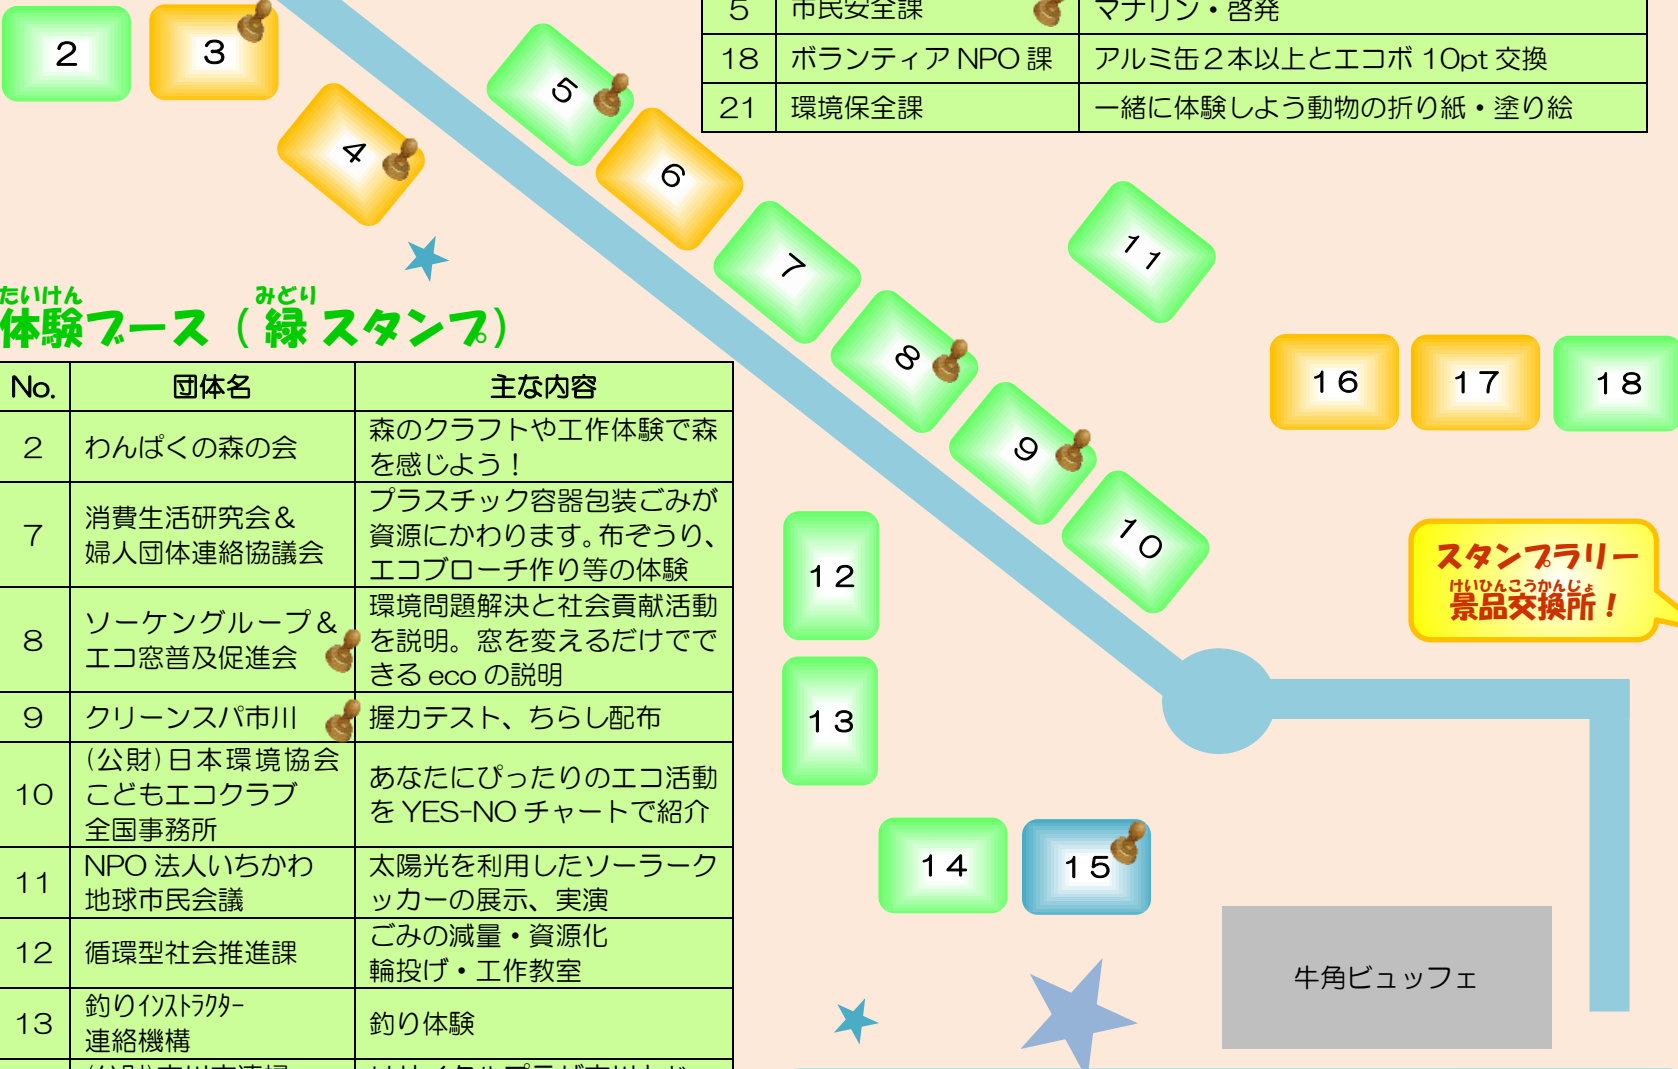 5 市民安全課 マナリン・啓発
18 ボランティア NPO 課 アルミ缶２本以上とエコボ 10pt 交換
21 環境保全課 一緒に体験しよう動物の折り紙・塗り絵
2
3
4
5
6
7
8
9
10
11
16
17
18
12
13
14
15
スタンプラリー
けいひんこうかんじょ
景品交換所！
牛角ビュッフェ
たいけん みどり
体験ブース（緑スタンプ）
No. 団体名 主な内容
2 わんぱくの森の会 森のクラフトや工作体験で森
を感じよう！
7 消費生活研究会＆
婦人団体連絡協議会
プラスチック容器包装ごみが
資源にかわります。布ぞうり、
エコブローチ作り等の体験
8 ソーケングループ＆
エコ窓普及促進会
環境問題解決と社会貢献活動
を説明。窓を変えるだけでで
きる eco の説明
9 クリーンスパ市川 握力テスト、ちらし配布
10 (公財)日本環境協会
こどもエコクラブ
全国事務所
あなたにぴったりのエコ活動
を YES-NO チャートで紹介
11 NPO 法人いちかわ
地球市民会議
太陽光を利用したソーラーク
ッカーの展示、実演
12 循環型社会推進課 ごみの減量・資源化
輪投げ・工作教室
13 釣りｲﾝｽﾄﾗｸﾀｰ
連絡機構
釣り体験